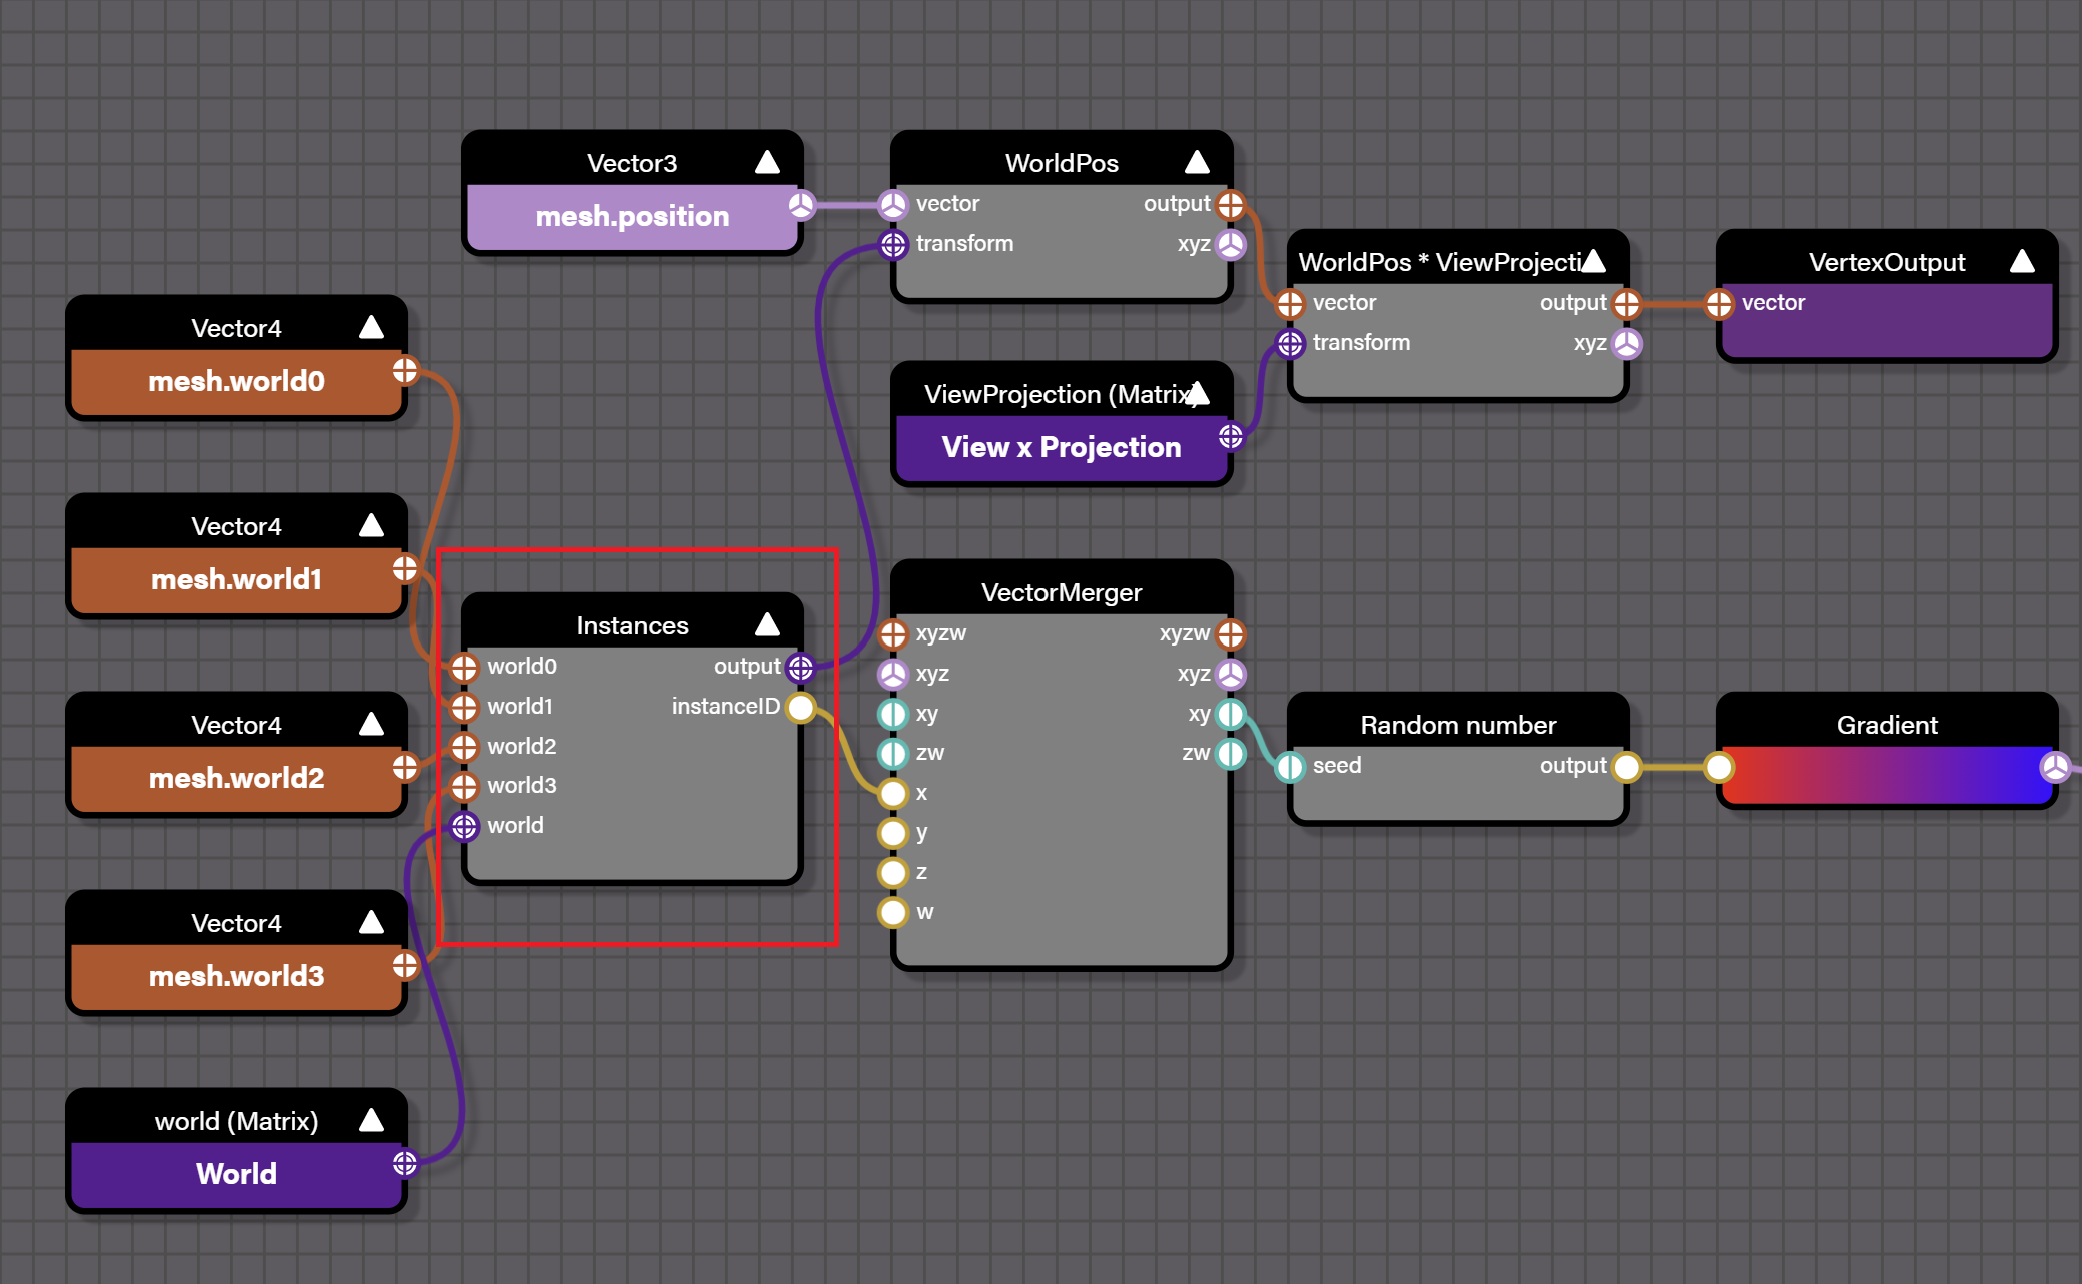 Vector3
mesh.position
WorldPos
vector
output
transform
xyz
WorldPos * ViewProjecti
vector
output
transform
xyz
VertexOutput
vector
Vector4
mesh.world0
ViewProjection (Matrix)
View x Projection
Vector4
mesh.world1
Instances
world0
output
world1
instanceID
world2
world3
world
VectorMerger
xyzw
xyzw
xyz
xyz
xy
xy
zw
zw
x
y
z
w
Random number
seed
output
Gradient
Vector4
mesh.world2
Vector4
mesh.world3
world (Matrix)
World